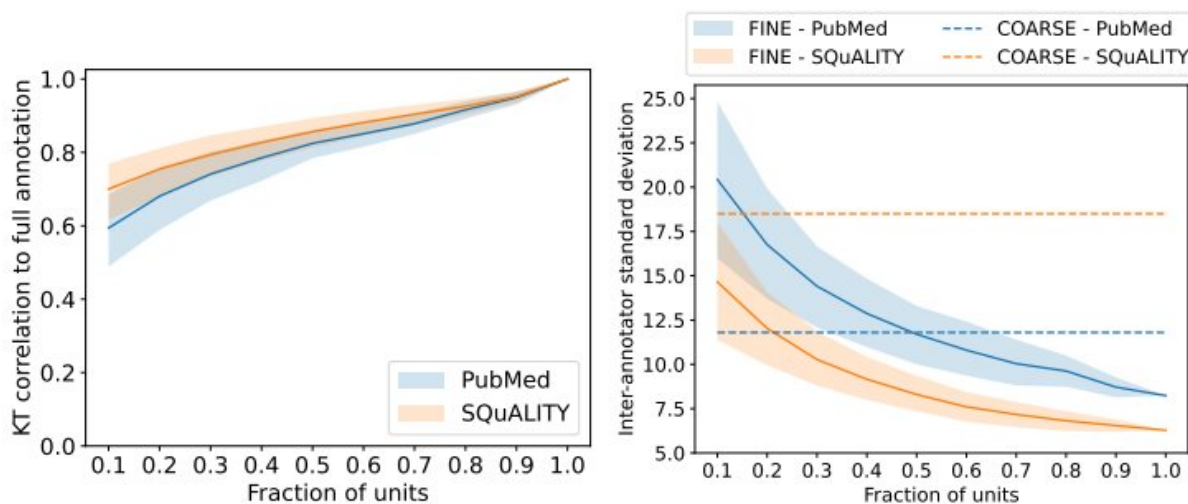 KT correlation to full annotation
1.0
0.8
0.6
0.4
0.2
0.0
0.1 0.2 0.3 0.4 0.5 0.6 0.7 0.8 0.9 1.0
Fraction of units
PubMed
SQuALITY
FINE - PubMed COARSE - PubMed
FINE - SQuALITY COARSE - SQuALITY
Inter-annotator standard deviation
25.0
22.5
20.0
17.5
15.0
12.5
10.0
7.5
5.0
0.1 0.2 0.3 0.4 0.5 0.6 0.7 0.8 0.9 1.0
Fraction of units